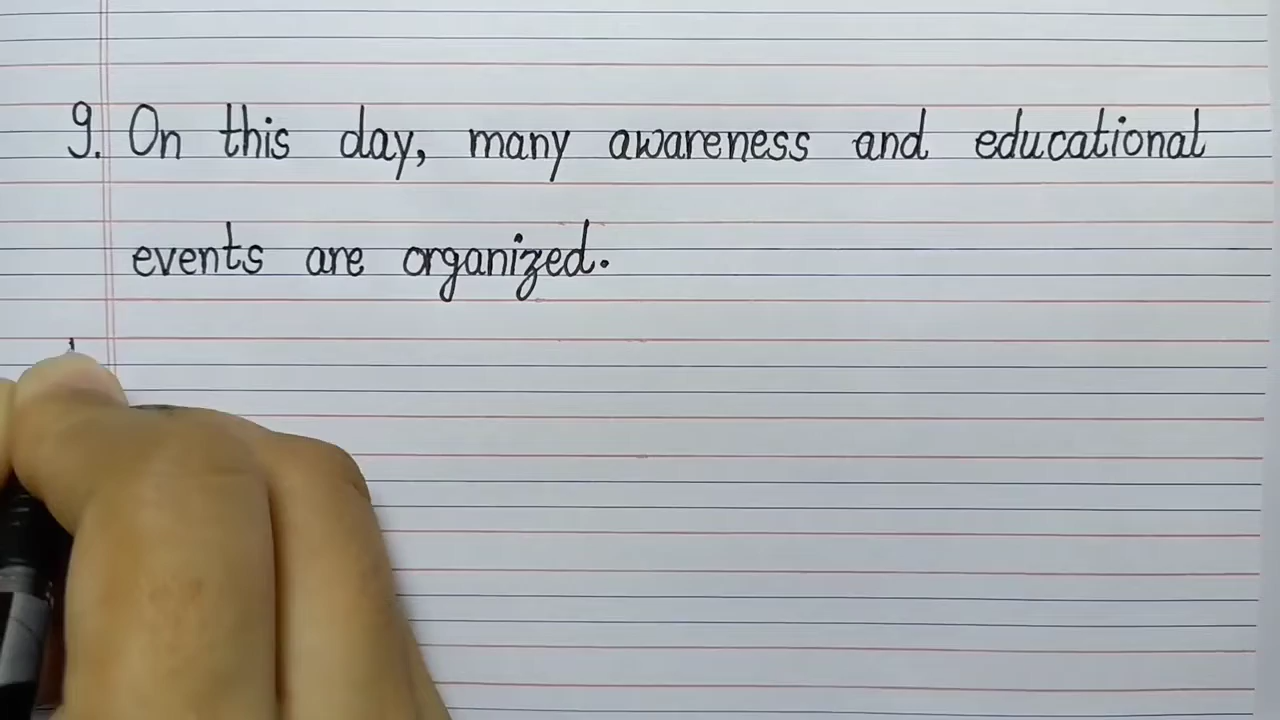 9. On this day, many awareness and educational
events are organized.